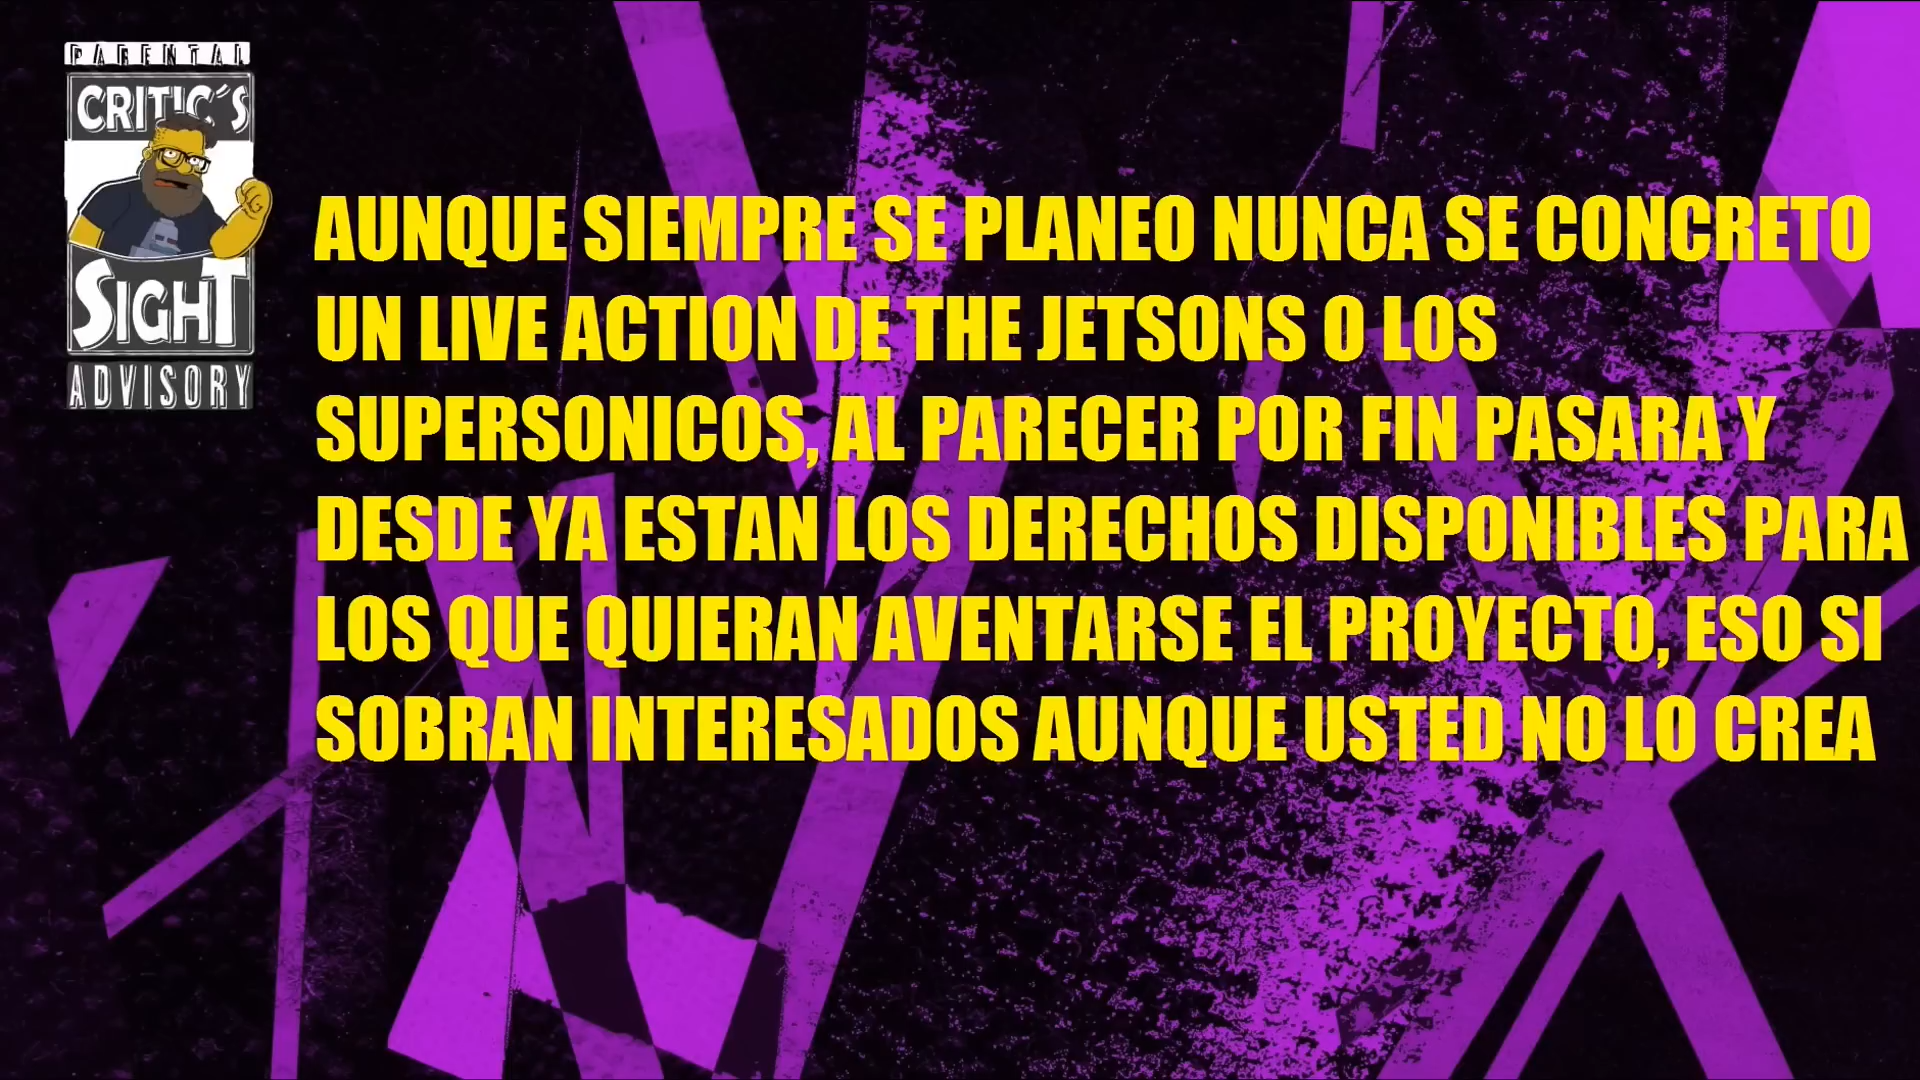 PARENTAL
CRITIC´S
SIGHT
ADVISORY
AUNQUE SIEMPRE SE PLANEO NUNCA SE CONCRETO
UN LIVE ACTION DE THE JETSONS O LOS
SUPERSONICOS, AL PARECER POR FIN PASARA Y
DESDE YA ESTAN LOS DERECHOS DISPONIBLES PARA
LOS QUE QUIERAN AVENTARSE EL PROYECTO, ESO SI
SOBRAN INTERESADOS AUNQUE USTED NO LO CREA